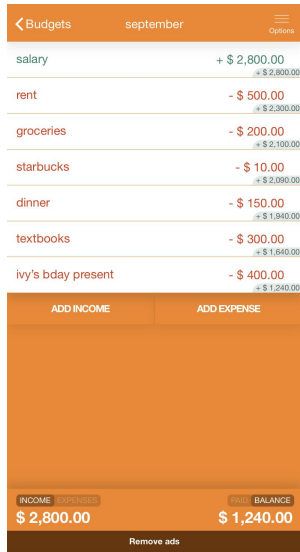 Budgets september Options
salary + $ 2,800.00
+ $ 2,800.00
rent - $ 500.00
+ $ 2,300.00
groceries - $ 200.00
+ $ 2,100.00
starbucks - $ 10.00
+ $ 2,090.00
dinner - $ 150.00
+ $ 1,940.00
textbooks - $ 300.00
+ $ 1,640.00
ivy's bday present - $ 400.00
+ $ 1,240.00
ADD INCOME ADD EXPENSE
INCOME EXPENSES PAID BALANCE
$ 2,800.00 $ 1,240.00
Remove ads